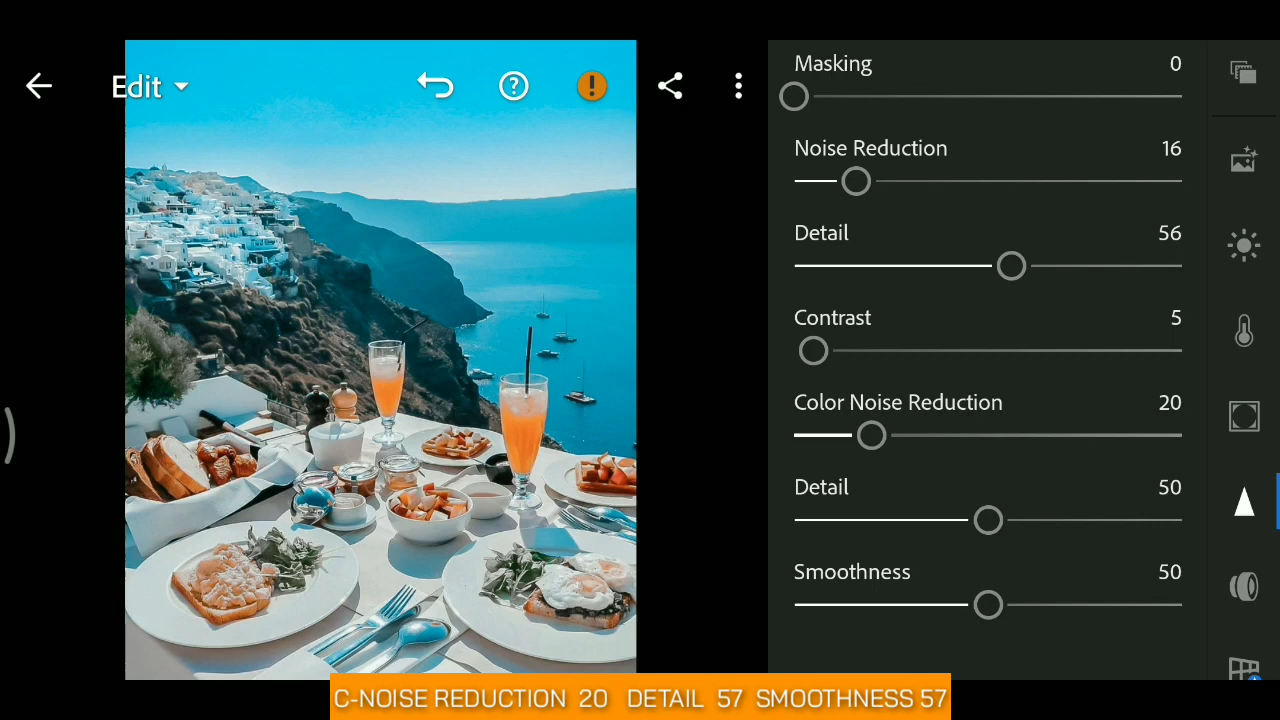 Edit
Masking 0
Noise Reduction 16
Detail 56
Contrast 5
Color Noise Reduction 20
Detail 50
Smoothness 50
C-NOISE REDUCTION 20 DETAIL 57 SMOOTHNESS 57